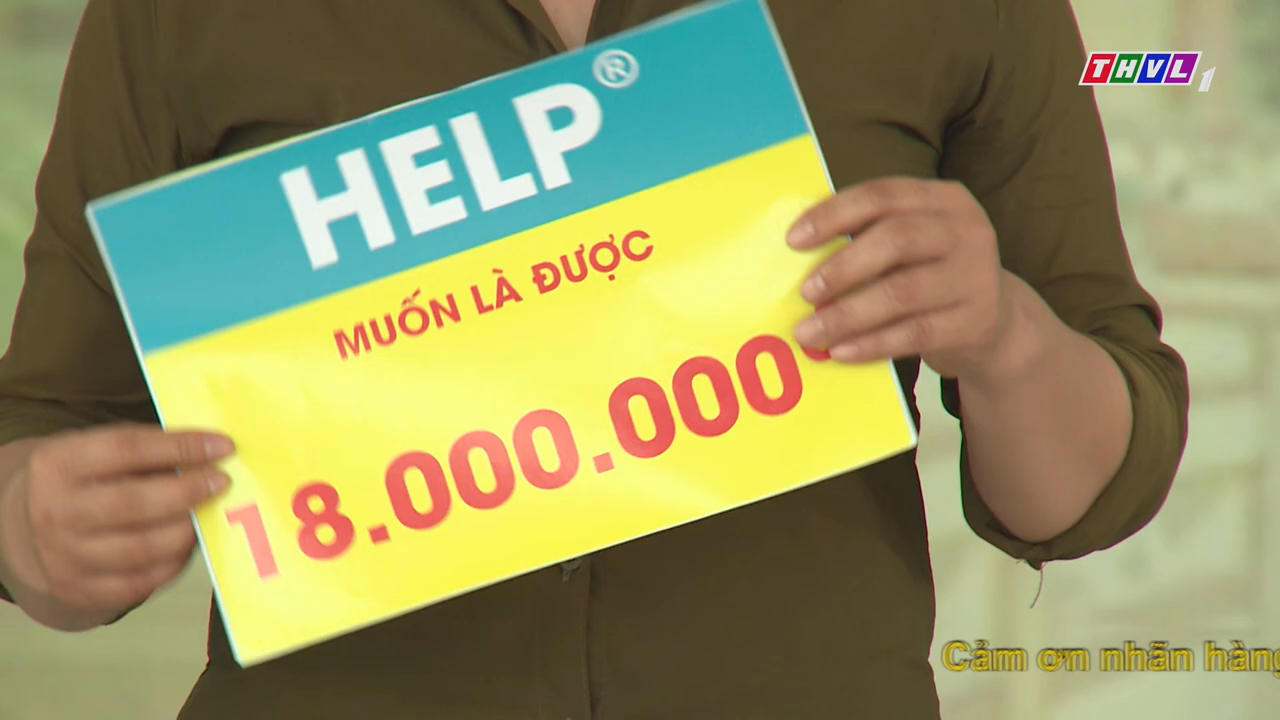 THVL1
HELP®
MUỐN LÀ ĐƯỢC
18.000.000
Cảm ơn nhãn hàng